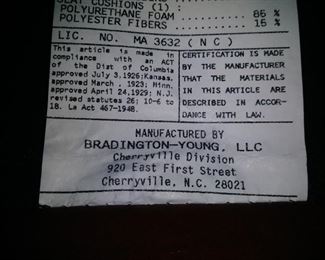 SEAT CUSHIONS (1) :
POLYURETHANE FOAM ..... 86 %
POLYESTER FIBERS ..... 15 %
LIC. NO. MA 3632 ( N C )
This article is made in
compliance with an ACT
of the Dist of Columbia
approved July 3,1926;Kansas,
approved March , 1923; Minn.
approved April 24,1929; N.J.
revised statutes 26; 10-6 to
18. La Act 467-1948.
CERTIFICATION IS MADE
BY THE MANUFACTURER
THAT THE MATERIALS
IN THIS ARTICLE ARE
DESCRIBED IN ACCOR-
DANCE WITH LAW.
MANUFACTURED BY
BRADINGTON-YOUNG, LLC
Cherryville Division
920 East First Street
Cherryville, N.C. 28021